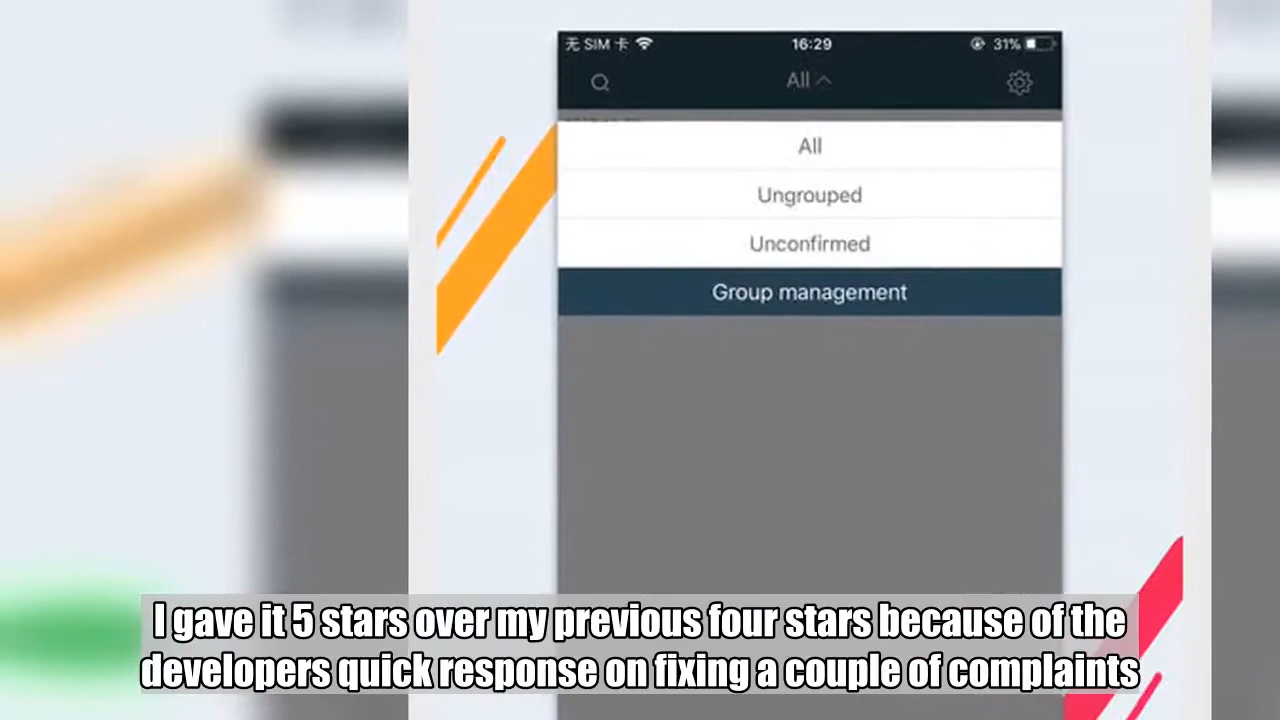 无 SIM 卡 16:29 31%
All
All
Ungrouped
Unconfirmed
Group management
I gave it 5 stars over my previous four stars because of the
developers quick response on fixing a couple of complaints